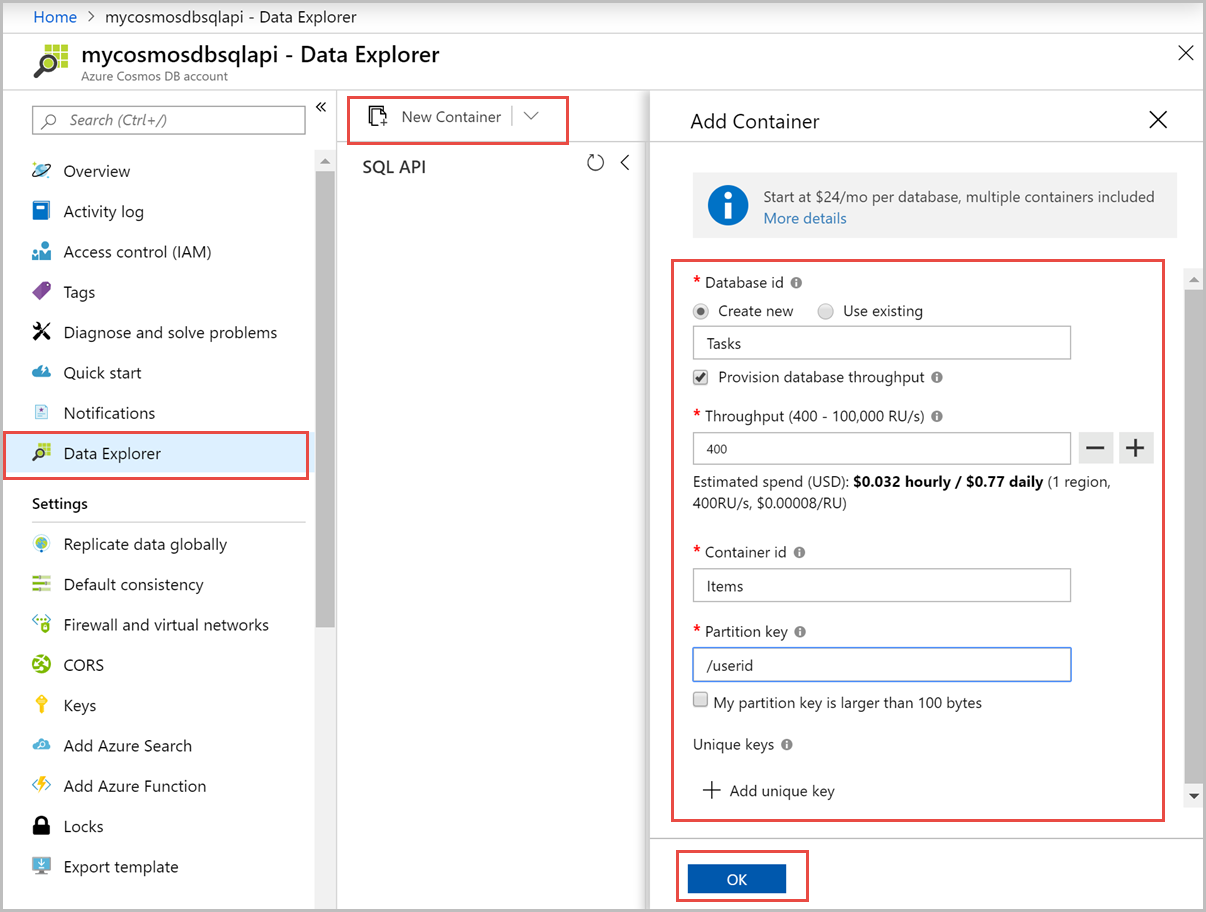 Home > mycosmosdbsqlapi - Data Explorer
mycosmosdbsqlapi - Data Explorer
Azure Cosmos DB account
Search (Ctrl+/)
«
Overview
Activity log
Access control (IAM)
Tags
Diagnose and solve problems
Quick start
Notifications
Data Explorer
Settings
Replicate data globally
Default consistency
Firewall and virtual networks
CORS
Keys
Add Azure Search
Add Azure Function
Locks
Export template
New Container
SQL API
Add Container
Start at $24/mo per database, multiple containers included
More details
* Database id
Create new Use existing
Tasks
Provision database throughput
* Throughput (400 - 100,000 RU/s)
400
Estimated spend (USD): $0.032 hourly / $0.77 daily (1 region,
400RU/s, $0.00008/RU)
* Container id
Items
* Partition key
/userid
My partition key is larger than 100 bytes
Unique keys
+ Add unique key
OK